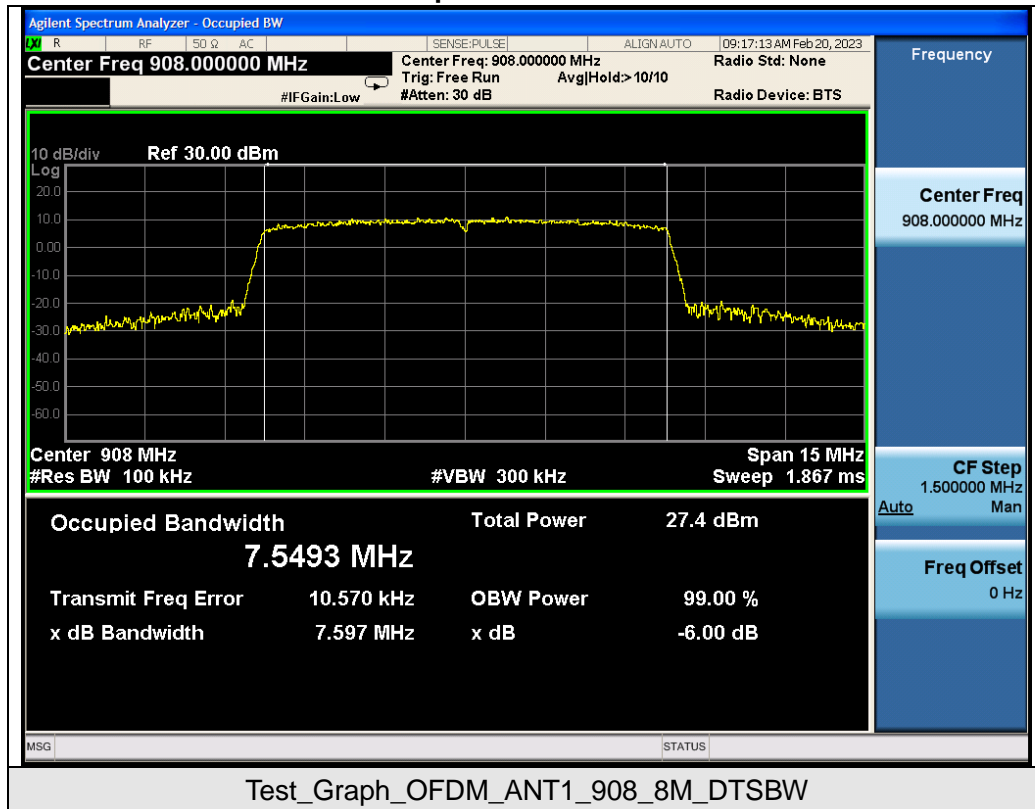 Agilent Spectrum Analyzer - Occupied BW
LXI R RF 50 Ω AC SENSE:PULSE ALIGN AUTO 09:17:13 AM Feb 20, 2023
Center Freq 908.000000 MHz
Center Freq: 908.000000 MHz
Radio Std: None
Trig: Free Run Avg|Hold:> 10/10
#IFGain:Low
#Atten: 30 dB
Radio Device: BTS
10 dB/div Ref 30.00 dBm
Log
20.0
10.0
0.00
-10.0
-20.0
-30.0
-40.0
-50.0
-60.0
Center 908 MHz Span 15 MHz
#Res BW 100 kHz #VBW 300 kHz Sweep 1.867 ms
Occupied Bandwidth Total Power 27.4 dBm
7.5493 MHz
Transmit Freq Error 10.570 kHz OBW Power 99.00 %
x dB Bandwidth 7.597 MHz x dB -6.00 dB
Frequency
Center Freq
908.000000 MHz
CF Step
1.500000 MHz
Auto Man
Freq Offset
0 Hz
MSG STATUS
Test_Graph_OFDM_ANT1_908_8M_DTSBW